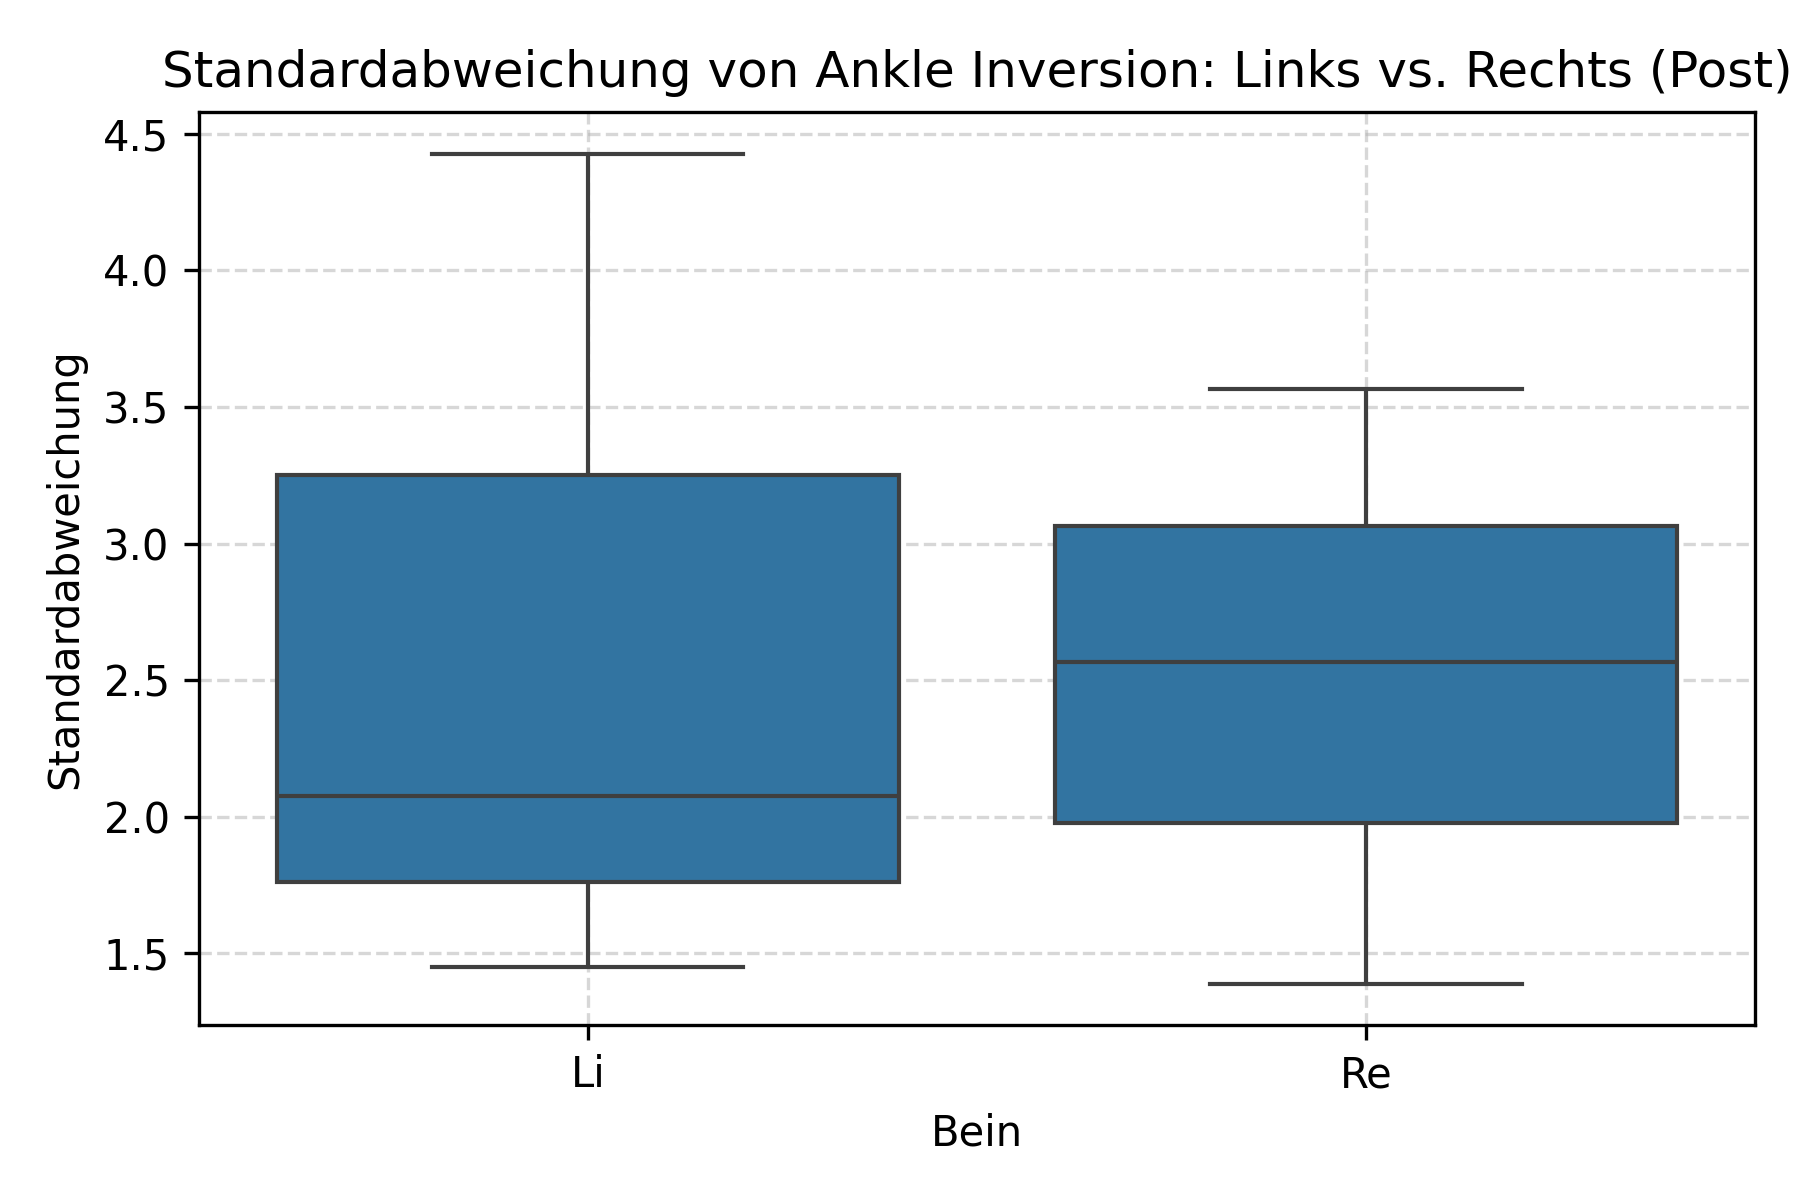 Standardabweichung von Ankle Inversion: Links vs. Rechts (Post)
4.5
4.0
3.5
3.0
2.5
2.0
1.5
Standardabweichung
Li
Re
Bein